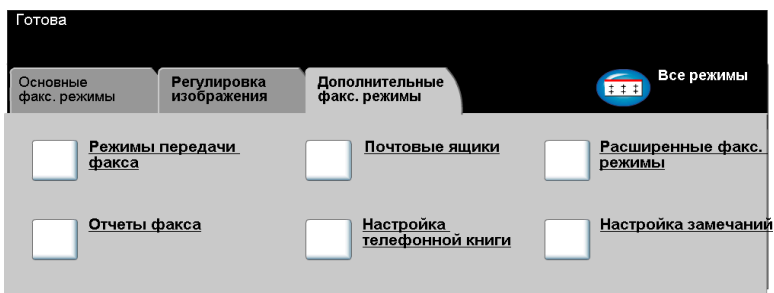 Готова
Основные
факс. режимы
Регулировка
изображения
Дополнительные
факс. режимы
Все режимы
Режимы передачи
факса
Почтовые ящики
Расширенные факс.
режимы
Отчеты факса
Настройка
телефонной книги
Настройка замечаний